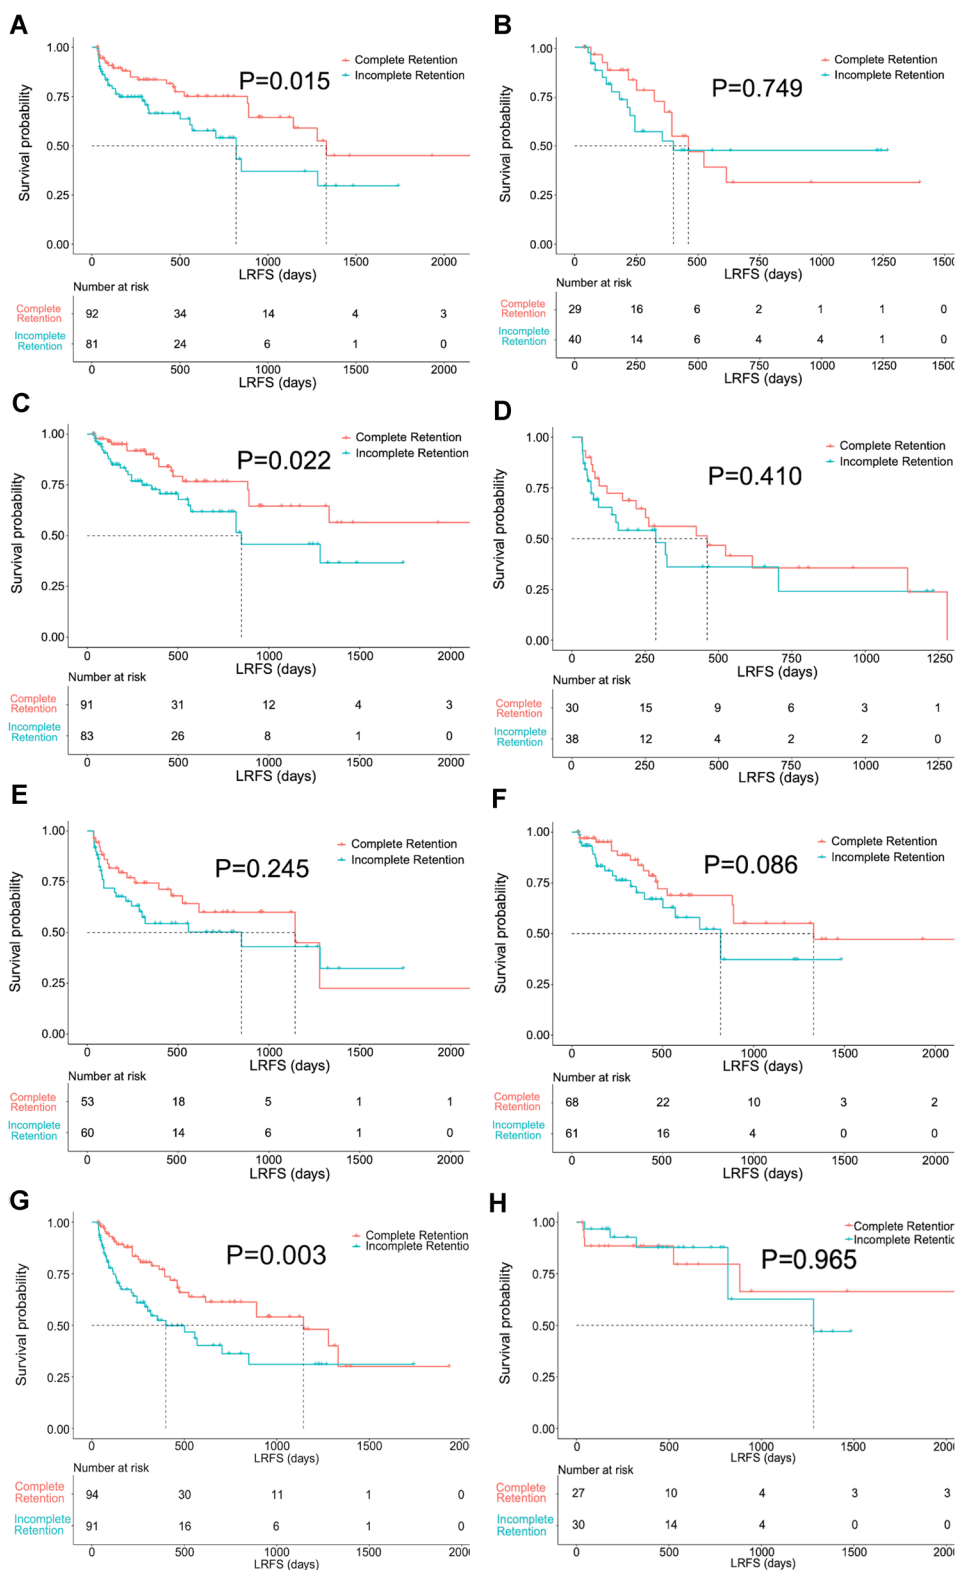 A
1.00
Complete Retention
Incomplete Retention
P=0.015
0.75
0.50
0.25
0.00
Survival probability
0 500 1000 1500 2000
LRFS (days)
Number at risk
Complete Retention 92 34 14 4 3
Incomplete Retention 81 24 6 1 0
0 500 1000 1500 2000
LRFS (days)
B
1.00
Complete Retention
Incomplete Retention
P=0.749
0.75
0.50
0.25
0.00
Survival probability
0 250 500 750 1000 1250 1500
LRFS (days)
Number at risk
Complete Retention 29 16 6 2 1 1 0
Incomplete Retention 40 14 6 4 4 1 0
0 250 500 750 1000 1250 1500
LRFS (days)
C
1.00
Complete Retention
Incomplete Retention
P=0.022
0.75
0.50
0.25
0.00
Survival probability
0 500 1000 1500 2000
LRFS (days)
Number at risk
Complete Retention 91 31 12 4 3
Incomplete Retention 83 26 8 1 0
0 500 1000 1500 2000
LRFS (days)
D
1.00
Complete Retention
Incomplete Retention
P=0.410
0.75
0.50
0.25
0.00
Survival probability
0 250 500 750 1000 1250
LRFS (days)
Number at risk
Complete Retention 30 15 9 6 3 1
Incomplete Retention 38 12 4 2 2 0
0 250 500 750 1000 1250
LRFS (days)
E
1.00
Complete Retention
Incomplete Retention
P=0.245
0.75
0.50
0.25
0.00
Survival probability
0 500 1000 1500 2000
LRFS (days)
Number at risk
Complete Retention 53 18 5 1 1
Incomplete Retention 60 14 6 1 0
0 500 1000 1500 2000
LRFS (days)
F
1.00
Complete Retention
Incomplete Retention
P=0.086
0.75
0.50
0.25
0.00
Survival probability
0 500 1000 1500 2000
LRFS (days)
Number at risk
Complete Retention 68 22 10 3 2
Incomplete Retention 61 16 4 0 0
0 500 1000 1500 2000
LRFS (days)
G
1.00
Complete Retention
Incomplete Retentio
P=0.003
0.75
0.50
0.25
0.00
Survival probability
0 500 1000 1500 200
LRFS (days)
Number at risk
Complete Retention 94 30 11 1 0
Incomplete Retention 91 16 6 1 0
0 500 1000 1500 200
LRFS (days)
H
1.00
Complete Retention
Incomplete Retentio
P=0.965
0.75
0.50
0.25
0.00
Survival probability
0 500 1000 1500 200
LRFS (days)
Number at risk
Complete Retention 27 10 4 3 3
Incomplete Retention 30 14 4 0 0
0 500 1000 1500 200
LRFS (days)